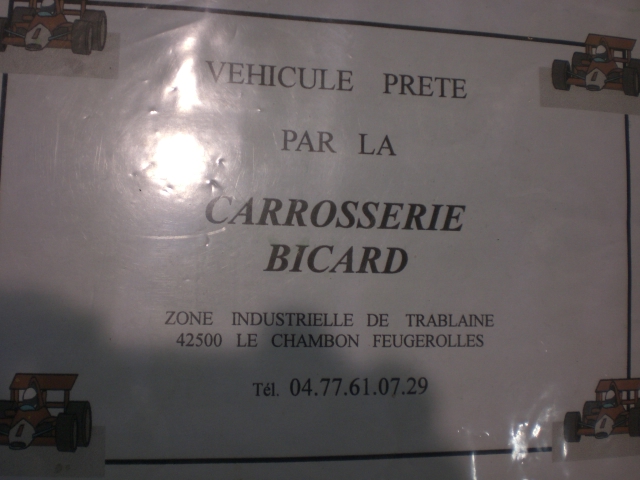 VEHICULE PRETE
PAR LA
CARROSSERIE
BICARD
ZONE INDUSTRIELLE DE TRABLAINE
42500 LE CHAMBON FEUGEROLLES
Tél. 04.77.61.07.29